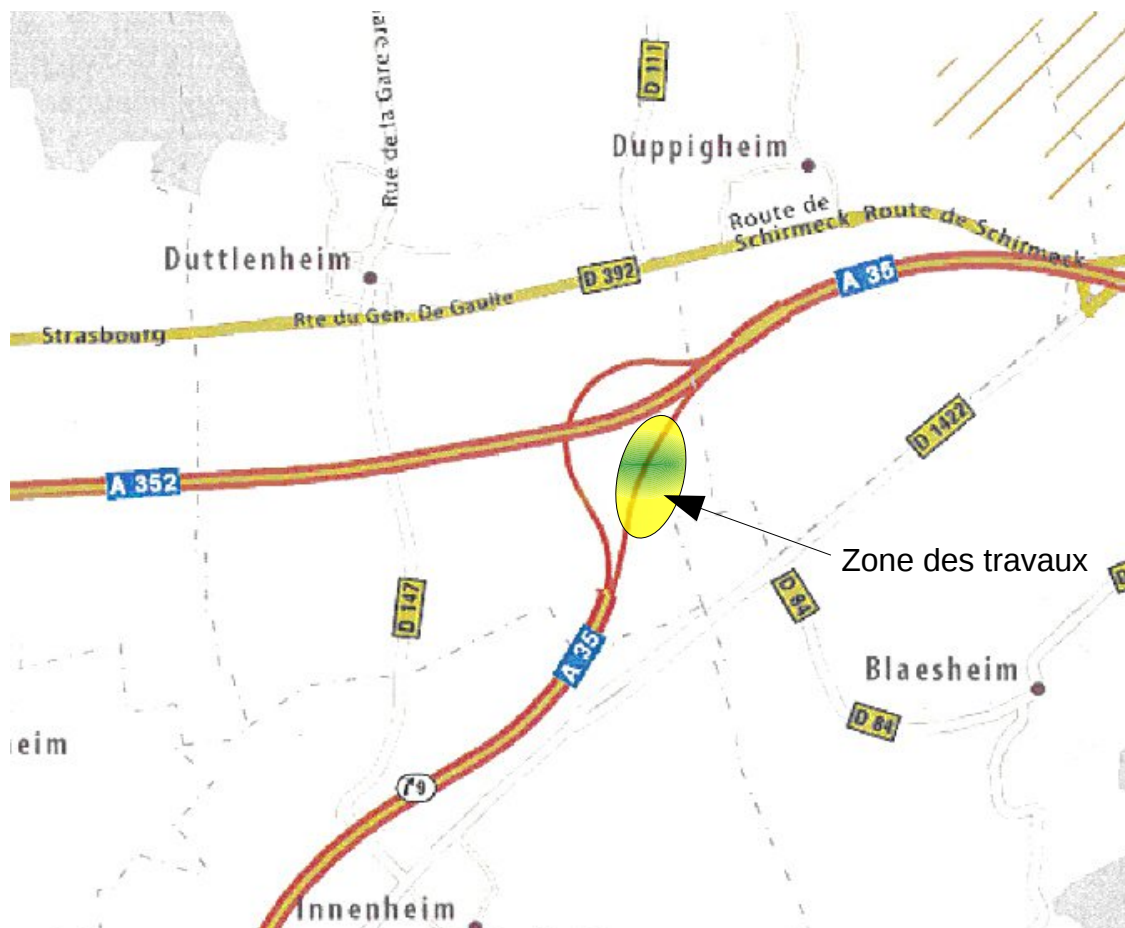 Rue de la Gare
D 111
Duppigheim
Route de
Schirmeck
Route de Schirmeck
Duttlenheim
D 392
A 35
Rte du Gen. De Gaulle
Strasbourg
D 1422
A 352
Zone des travaux
D 84
D 147
A 35
Blaesheim
D 84
eim
9
Innenheim